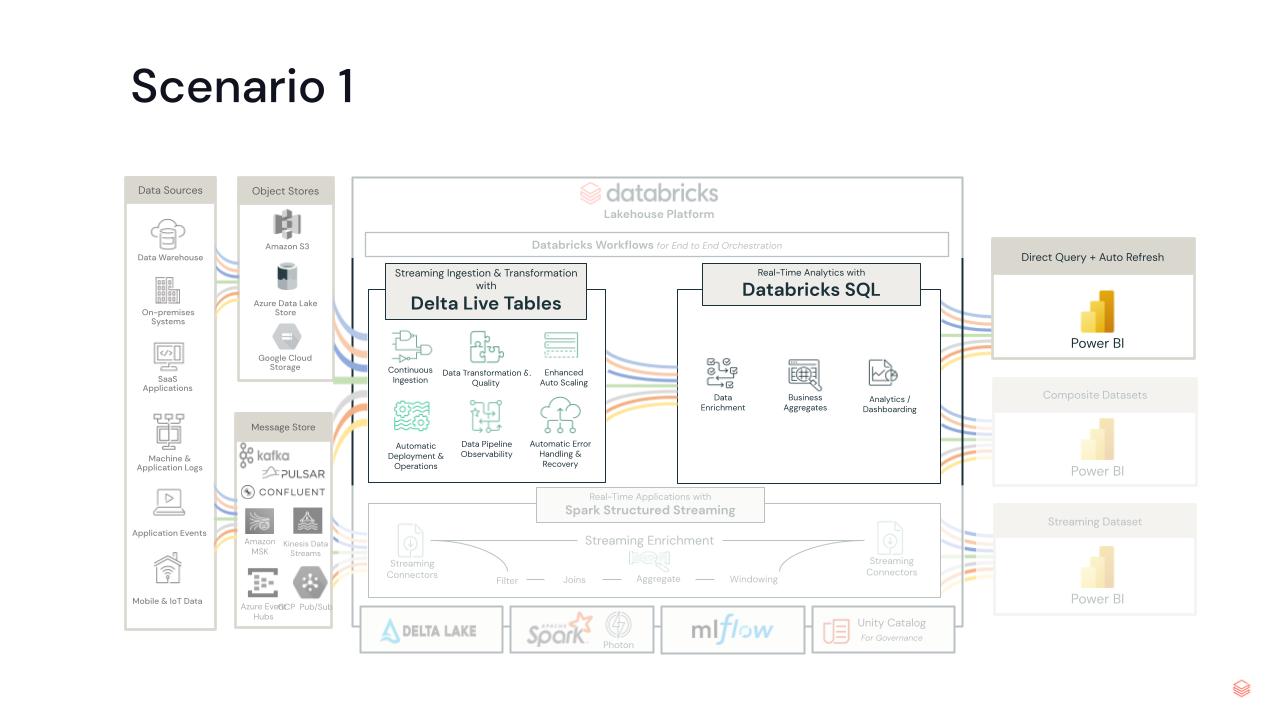 Scenario 1
Data Sources
Data Warehouse
On-premises
Systems
SaaS
Applications
Machine &
Application Logs
Application Events
Mobile & IoT Data
Object Stores
Amazon S3
Azure Data Lake
Store
Google Cloud
Storage
Message Store
kafka
PULSAR
CONFLUENT
Amazon
MSK
Kinesis Data
Streams
Azure Event
Hubs
GCP Pub/Sub
databricks
Lakehouse Platform
Databricks Workflows for End to End Orchestration
Streaming Ingestion & Transformation
with
Delta Live Tables
Continuous
Ingestion
Data Transformation &
Quality
Enhanced
Auto Scaling
Automatic
Deployment &
Operations
Data Pipeline
Observability
Automatic Error
Handling &
Recovery
Real-Time Analytics with
Databricks SQL
Data
Enrichment
Business
Aggregates
Analytics /
Dashboarding
Real-Time Applications with
Spark Structured Streaming
Streaming
Connectors
Streaming Enrichment
Filter
Joins
Aggregate
Windowing
Streaming
Connectors
DELTA LAKE
APACHE
Spark
Photon
mlflow
Unity Catalog
For Governance
Direct Query + Auto Refresh
Power BI
Composite Datasets
Power BI
Streaming Dataset
Power BI